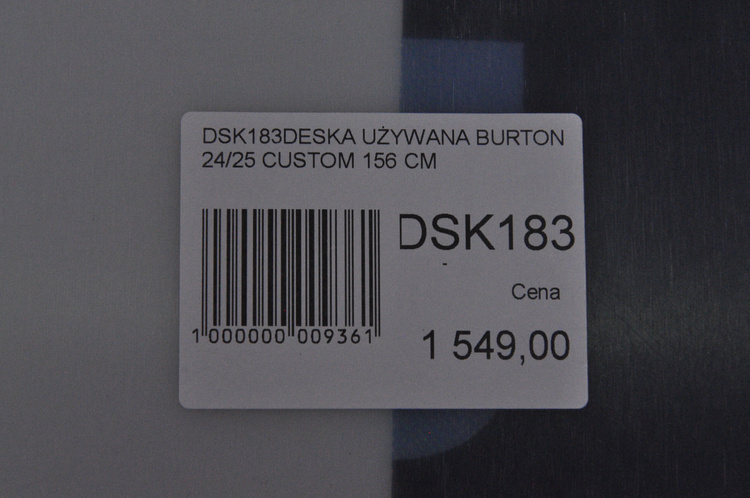 DSK183DESKA UŻYWANA BURTON
24/25 CUSTOM 156 CM
DSK183
-
Cena
1 549,00
1 000000 009361